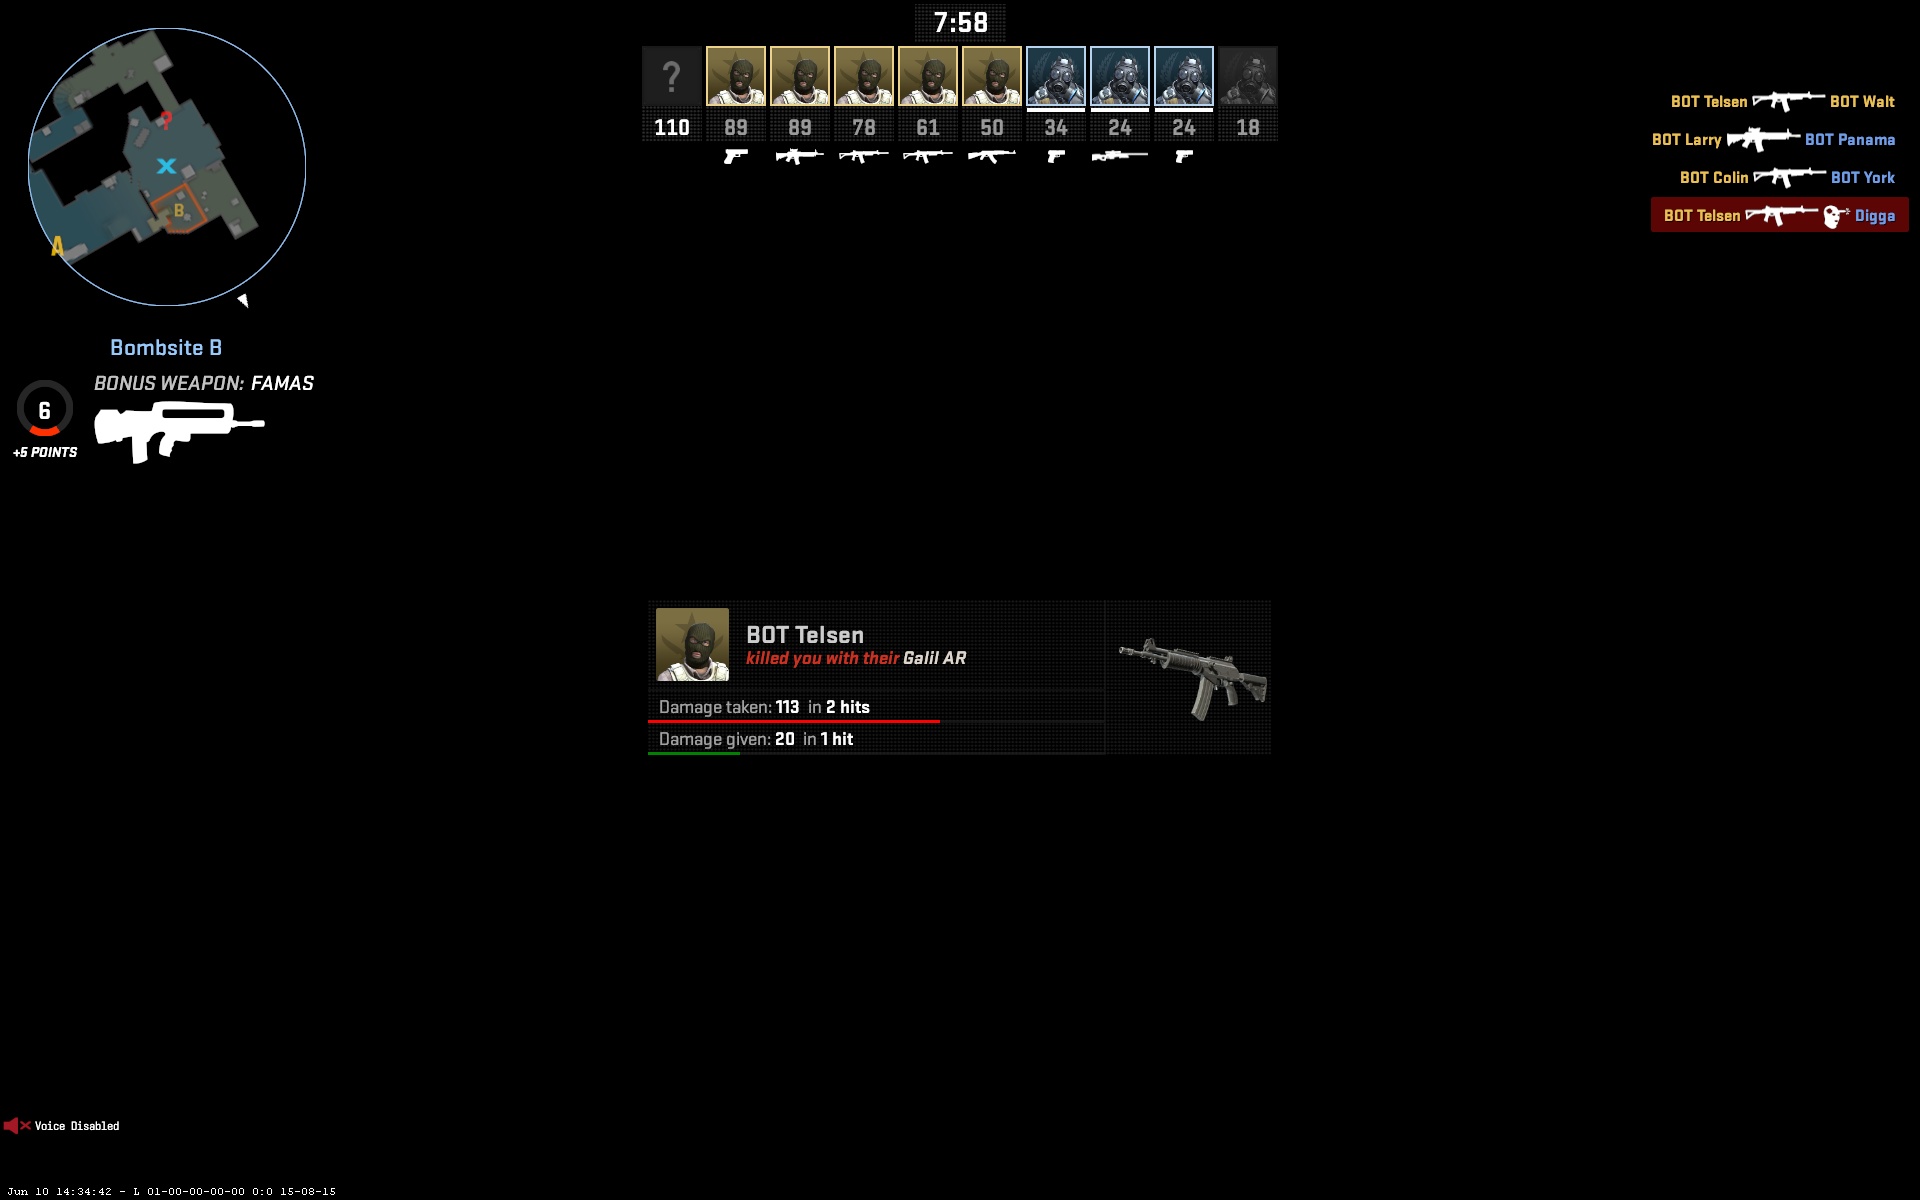 7:58
?
110 89 89 78 61 50 34 24 24 18
BOT Telsen BOT Walt
BOT Larry BOT Panama
BOT Colin BOT York
BOT Telsen Digga
?
X
B
A
Bombsite B
BONUS WEAPON: FAMAS
6
+5 POINTS
BOT Telsen
killed you with their Galil AR
Damage taken: 113 in 2 hits
Damage given: 20 in 1 hit
Voice Disabled
Jun 10 14:34:42 - L 01-00-00-00-00 0:0 15-08-15